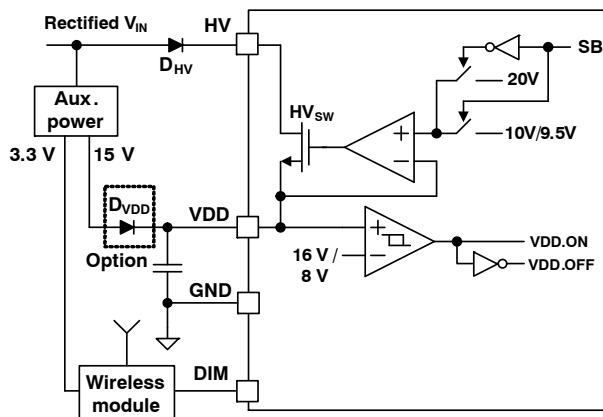 Rectified VIN
HV
DHV
SB
20V
Aux.
power
HVSW
+
−
10V/9.5V
3.3 V
15 V
DVDD
VDD
Option
+
−
16 V /
8 V
VDD.ON
VDD.OFF
GND
DIM
Wireless
module